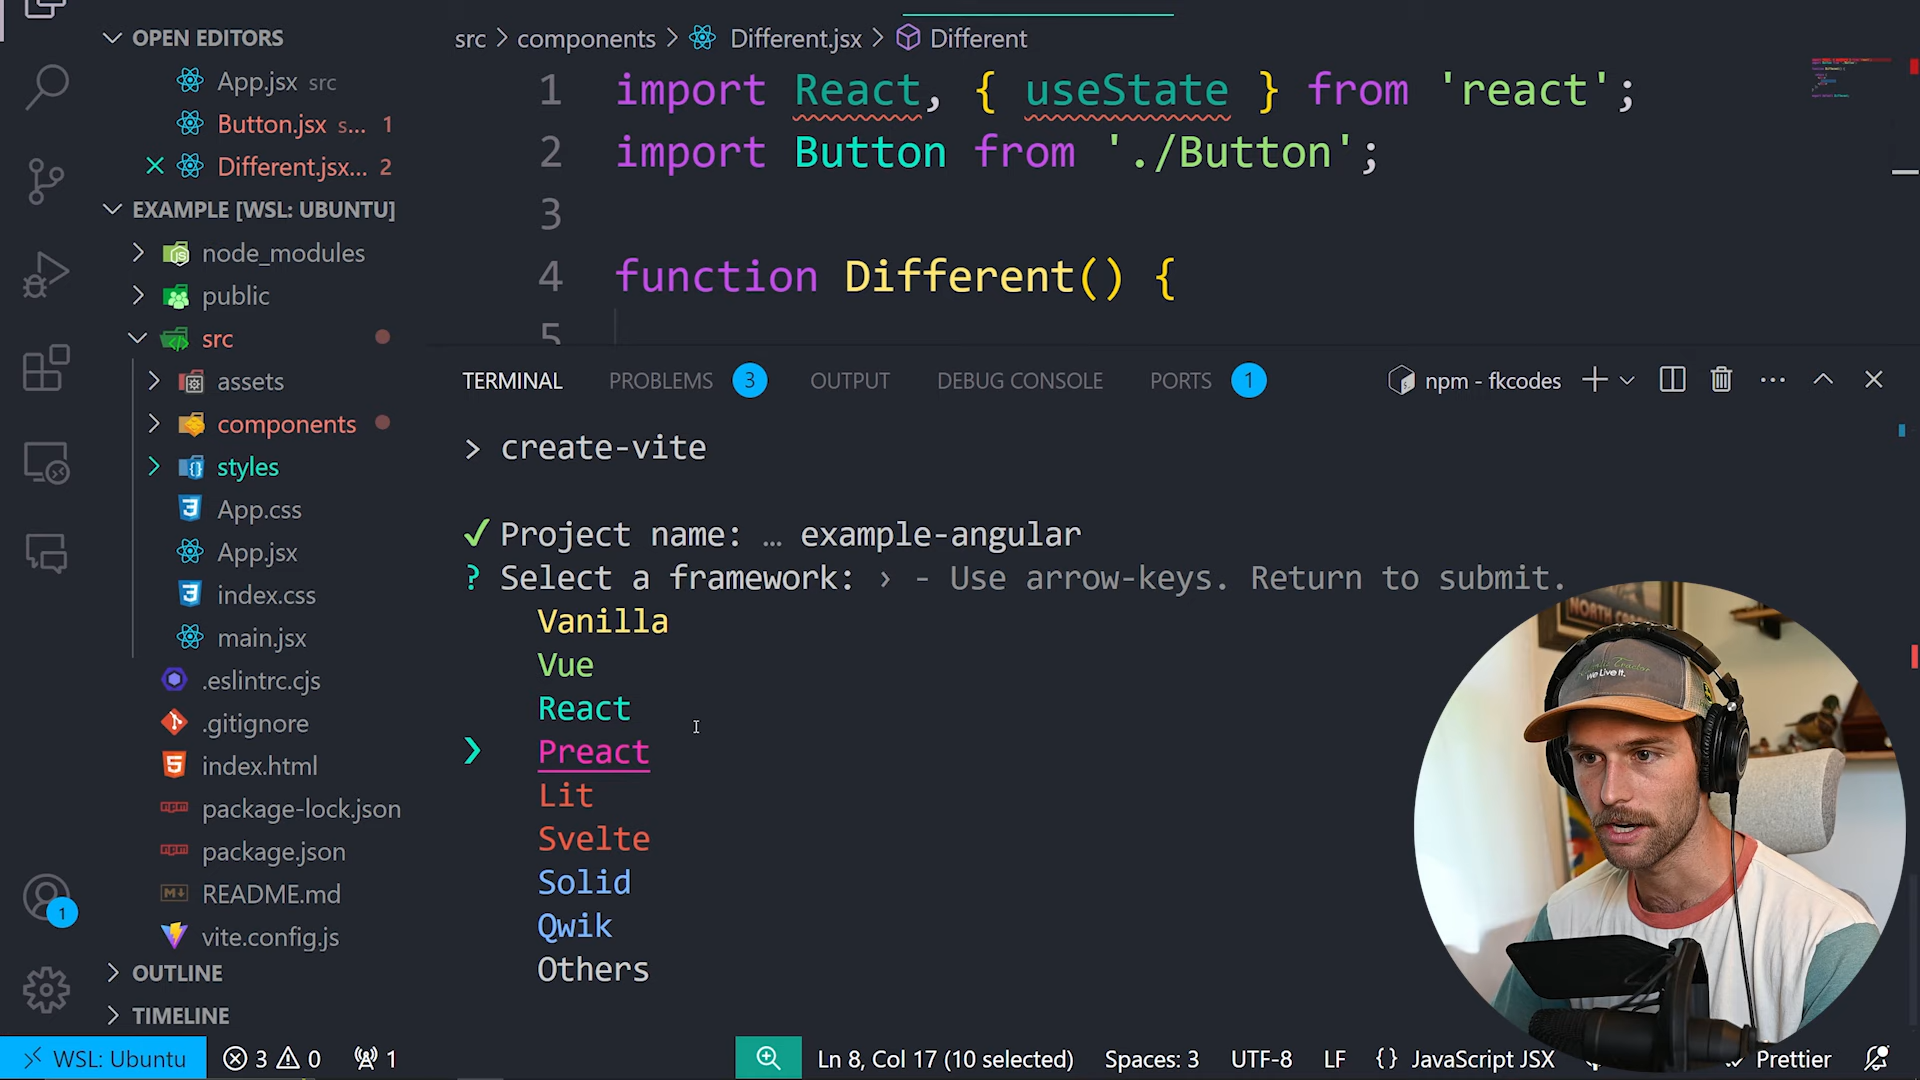 OPEN EDITORS
App.jsx src
Button.jsx s... 1
Different.jsx... 2
EXAMPLE [WSL: UBUNTU]
node_modules
public
src
assets
components
styles
App.css
App.jsx
index.css
main.jsx
.eslintrc.cjs
.gitignore
index.html
package-lock.json
package.json
README.md
vite.config.js
OUTLINE
TIMELINE
1
src > components > Different.jsx > Different
1 import React, { useState } from 'react';
2 import Button from './Button';
3
4 function Different() {
5
TERMINAL PROBLEMS 3 OUTPUT DEBUG CONSOLE PORTS 1 npm - fkcodes
> create-vite
✓ Project name: … example-angular
? Select a framework: › - Use arrow-keys. Return to submit.
Vanilla
Vue
React
❯ Preact
Lit
Svelte
Solid
Qwik
Others
NORTH
We Live It.
WSL: Ubuntu 3 0 1 Ln 8, Col 17 (10 selected) Spaces: 3 UTF-8 LF {} JavaScript JSX Prettier